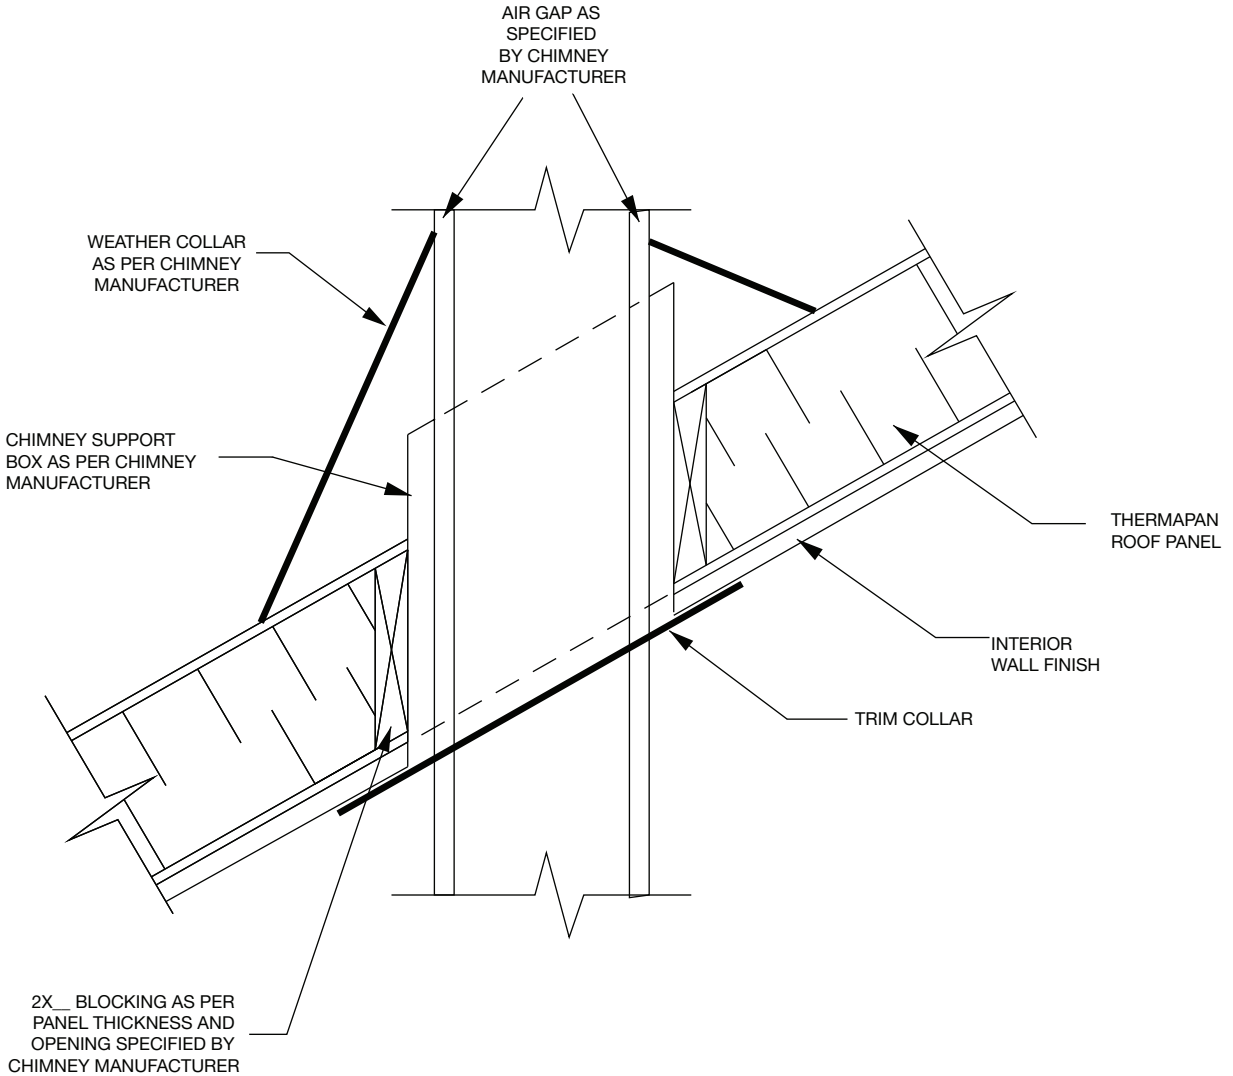 AIR GAP AS
SPECIFIED
BY CHIMNEY
MANUFACTURER
WEATHER COLLAR
AS PER CHIMNEY
MANUFACTURER
CHIMNEY SUPPORT
BOX AS PER CHIMNEY
MANUFACTURER
THERMAPAN
ROOF PANEL
INTERIOR
WALL FINISH
TRIM COLLAR
2X__ BLOCKING AS PER
PANEL THICKNESS AND
OPENING SPECIFIED BY
CHIMNEY MANUFACTURER